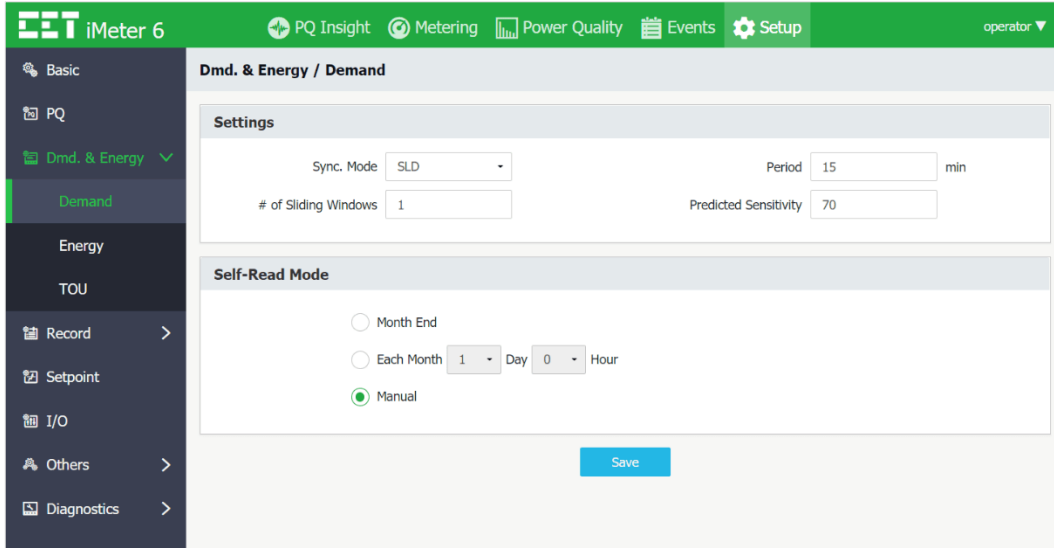 CET iMeter 6 PQ Insight Metering Power Quality Events Setup operator ▼
Basic
PQ
Dmd. & Energy
Demand
Energy
TOU
Record
Setpoint
I/O
Others
Diagnostics
Dmd. & Energy / Demand
Settings
Sync. Mode SLD Period 15 min
# of Sliding Windows 1 Predicted Sensitivity 70
Self-Read Mode
Month End
Each Month 1 Day 0 Hour
Manual
Save